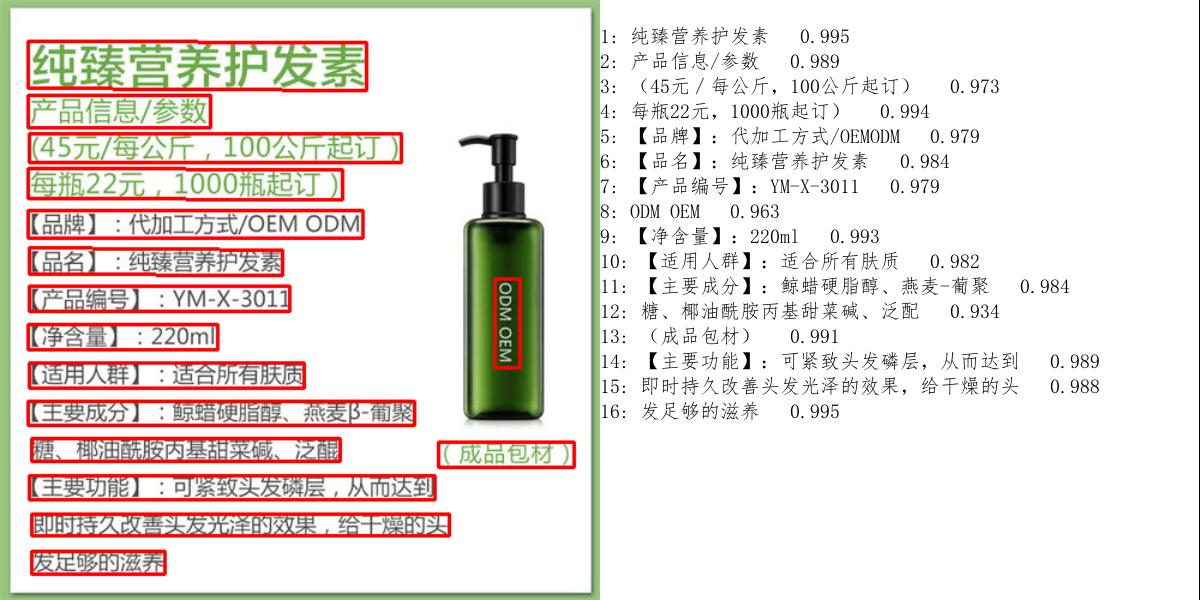 纯臻营养护发素
产品信息/参数
(45元/每公斤，100公斤起订）
每瓶22元，1000瓶起订）
【品牌】：代加工方式/OEM ODM
【品名】：纯臻营养护发素
【产品编号】：YM-X-3011
【净含量】：220ml
【适用人群】：适合所有肤质
【主要成分】：鲸蜡硬脂醇、燕麦β-葡聚
糖、椰油酰胺丙基甜菜碱、泛醌
【主要功能】：可紧致头发磷层，从而达到
即时持久改善头发光泽的效果，给干燥的头
发足够的滋养
ODM OEM
（成品包材）
1: 纯臻营养护发素 0.995
2: 产品信息/参数 0.989
3: （45元/每公斤，100公斤起订） 0.973
4: 每瓶22元，1000瓶起订） 0.994
5: 【品牌】：代加工方式/OEMODM 0.979
6: 【品名】：纯臻营养护发素 0.984
7: 【产品编号】：YM-X-3011 0.979
8: ODM OEM 0.963
9: 【净含量】：220ml 0.993
10: 【适用人群】：适合所有肤质 0.982
11: 【主要成分】：鲸蜡硬脂醇、燕麦-葡聚 0.984
12: 糖、椰油酰胺丙基甜菜碱、泛配 0.934
13: （成品包材） 0.991
14: 【主要功能】：可紧致头发磷层，从而达到 0.989
15: 即时持久改善头发光泽的效果，给干燥的头 0.988
16: 发足够的滋养 0.995